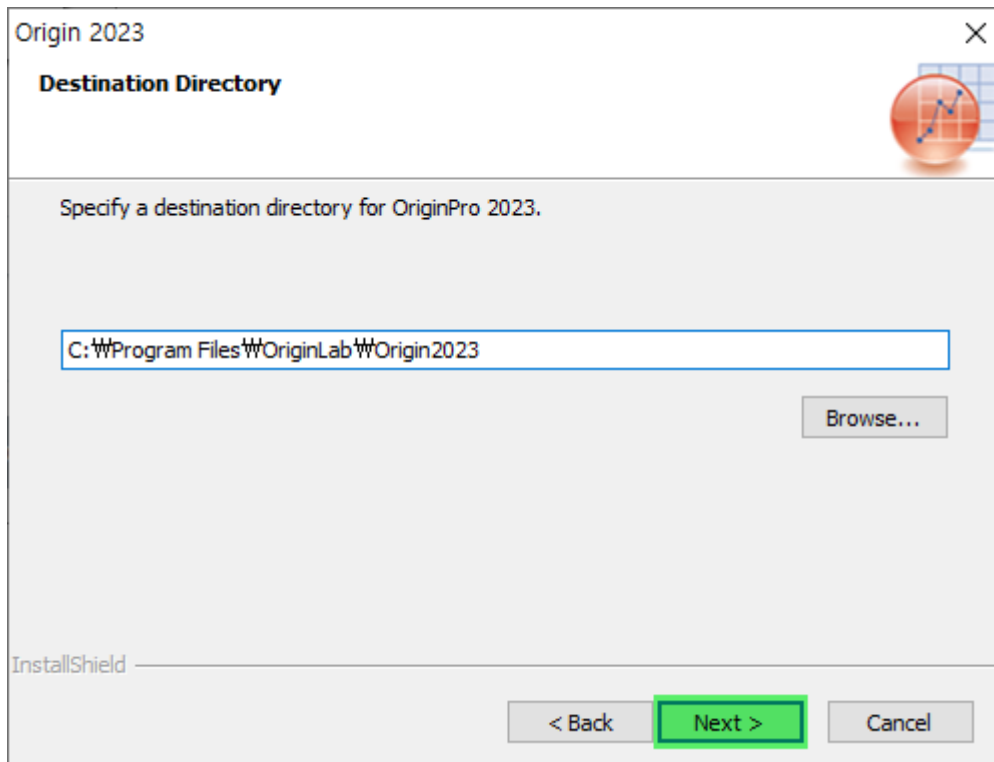 Origin 2023
Destination Directory
Specify a destination directory for OriginPro 2023.
C:₩Program Files₩OriginLab₩Origin2023
Browse...
InstallShield
< Back Next > Cancel